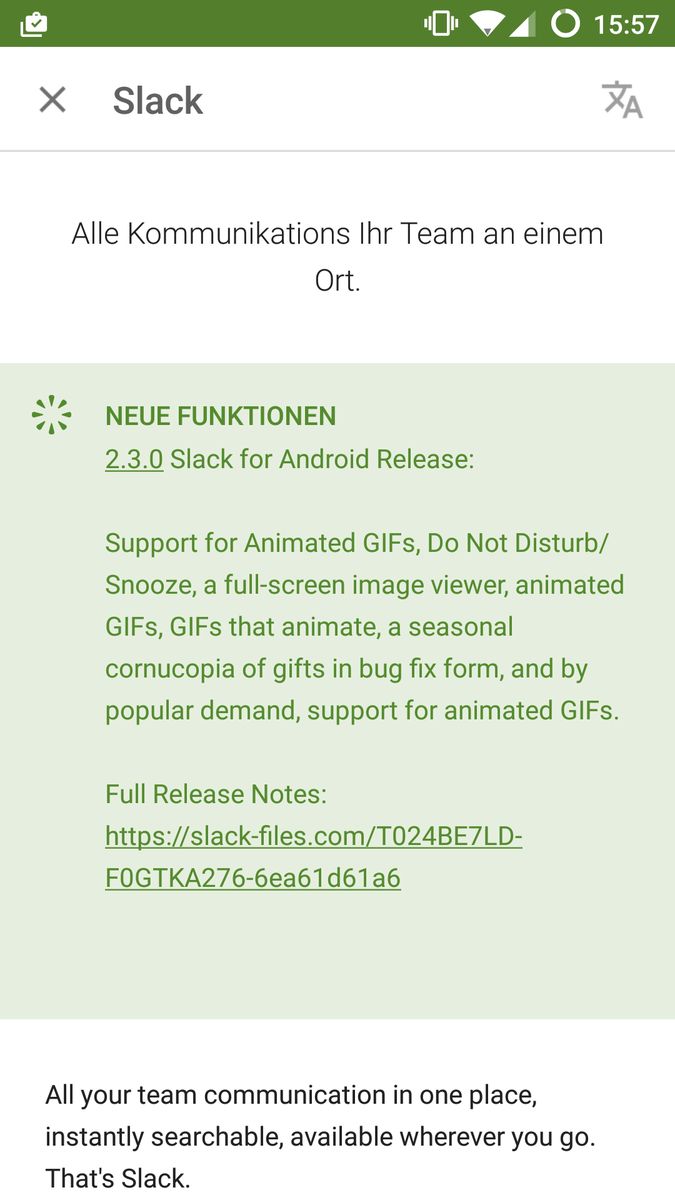 15:57
Slack
Alle Kommunikations Ihr Team an einem
Ort.
NEUE FUNKTIONEN
2.3.0 Slack for Android Release:
Support for Animated GIFs, Do Not Disturb/
Snooze, a full-screen image viewer, animated
GIFs, GIFs that animate, a seasonal
cornucopia of gifts in bug fix form, and by
popular demand, support for animated GIFs.
Full Release Notes:
https://slack-files.com/T024BE7LD-
F0GTKA276-6ea61d61a6
All your team communication in one place,
instantly searchable, available wherever you go.
That's Slack.